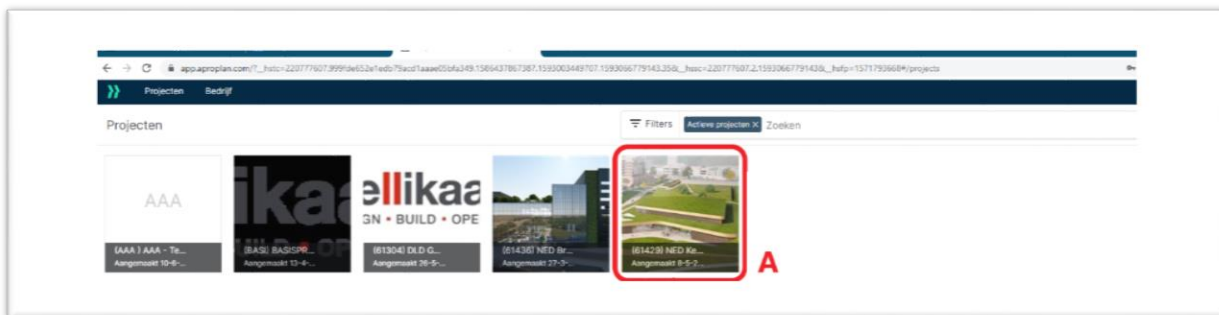 app.aproplan.com/
Projecten Bedrijf
Projecten
Filters Actieve projecten × Zoeken
AAA
ellikaa
GN • BUILD • OPE
(AAA ) AAA - Te...
Aangemaakt 10-6-...
(BASI) BASISPR...
Aangemaakt 13-4-...
(61304) DLD G...
Aangemaakt 26-5-...
(61436) NED Br...
Aangemaakt 27-3-...
(61429) NED Ke...
Aangemaakt 8-5-2...
A